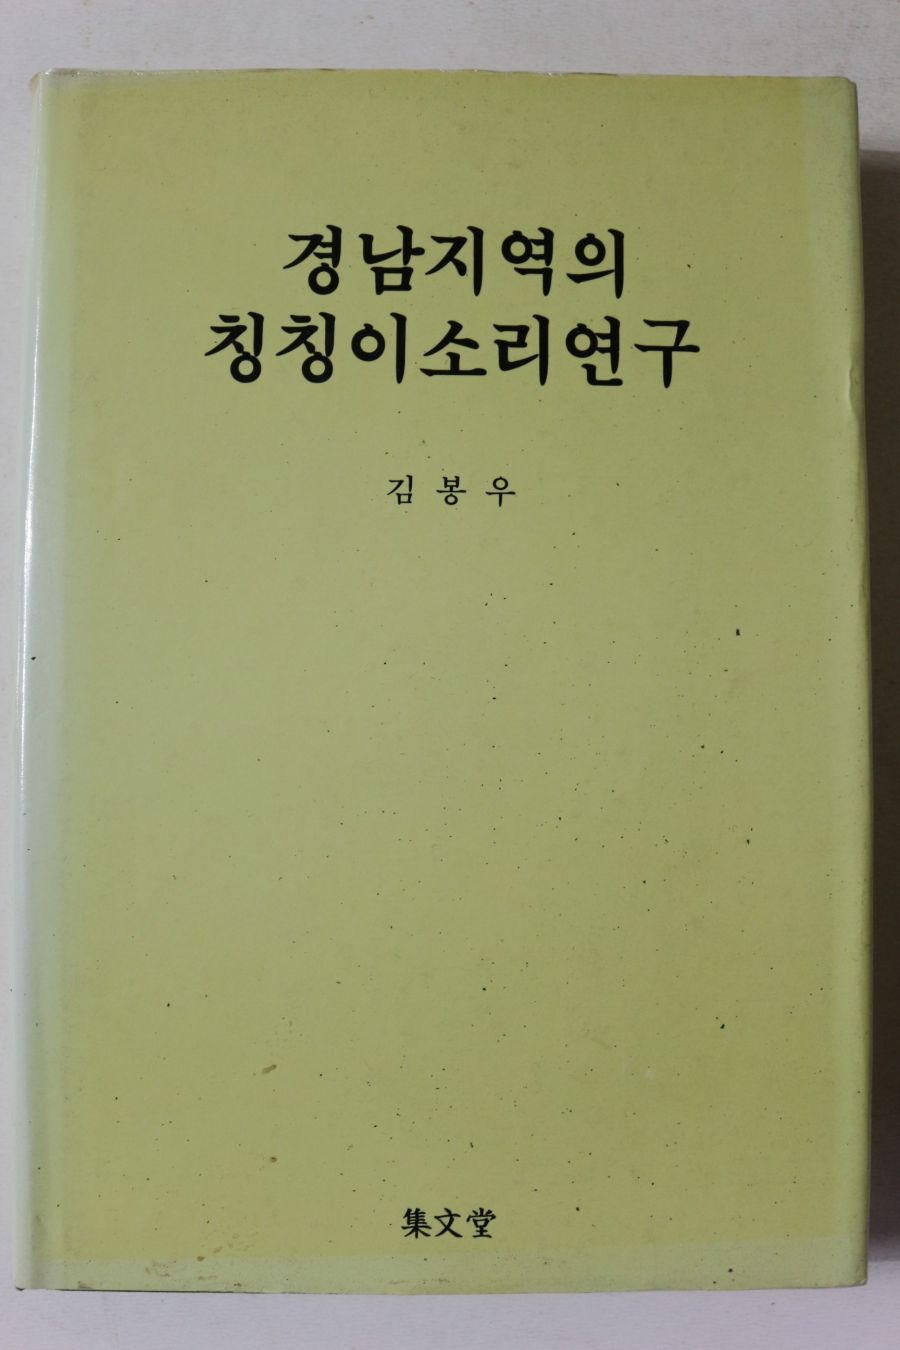 경남지역의
칭칭이소리연구
김봉우
集文堂